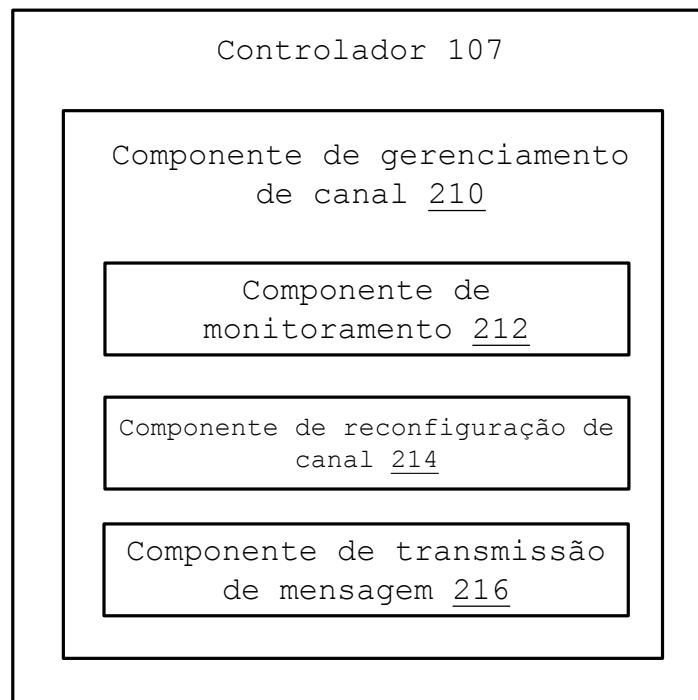 Controlador 107
Componente de gerenciamento
de canal 210
Componente de
monitoramento 212
Componente de reconfiguração de
canal 214
Componente de transmissão
de mensagem 216